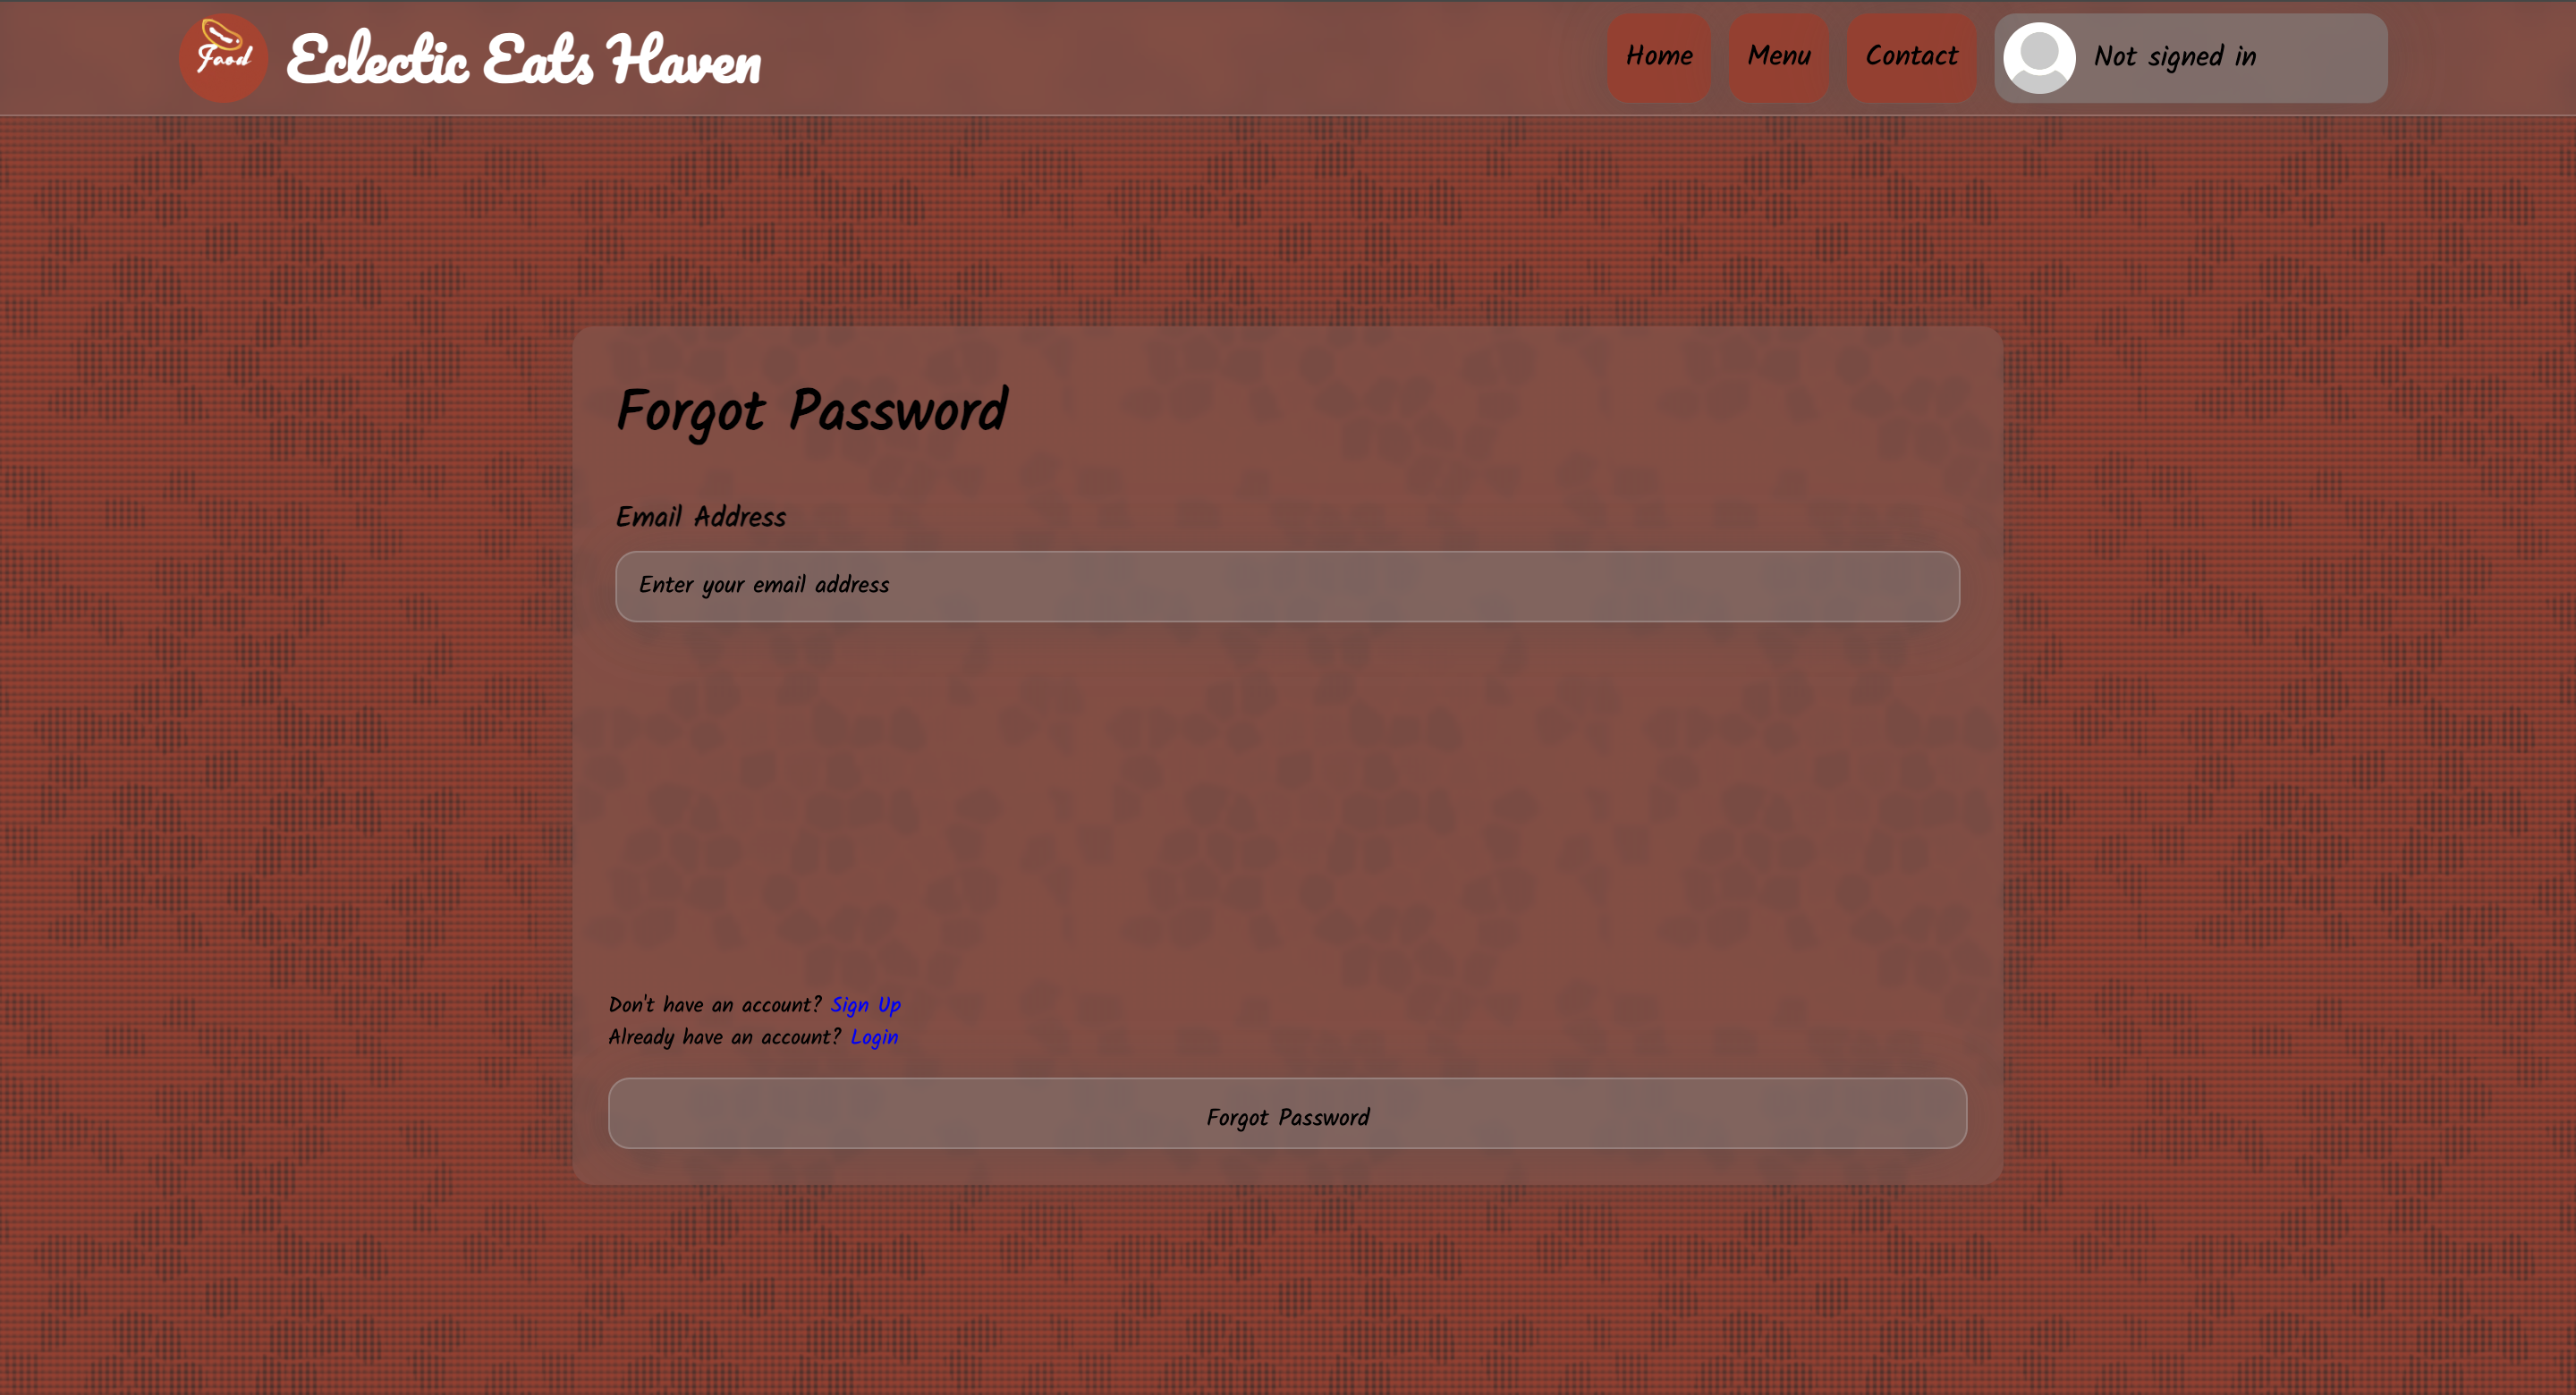 Food
Eclectic Eats Haven
Home
Menu
Contact
Not signed in
Forgot Password
Email Address
Enter your email address
Don't have an account? Sign Up
Already have an account? Login
Forgot Password